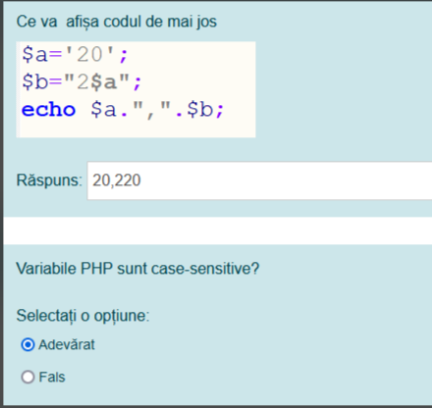 Ce va afișa codul de mai jos
$a='20';
$b="2$a";
echo $a.",".$b;
Răspuns: 20,220
Variabile PHP sunt case-sensitive?
Selectați o opțiune:
Adevărat
Fals